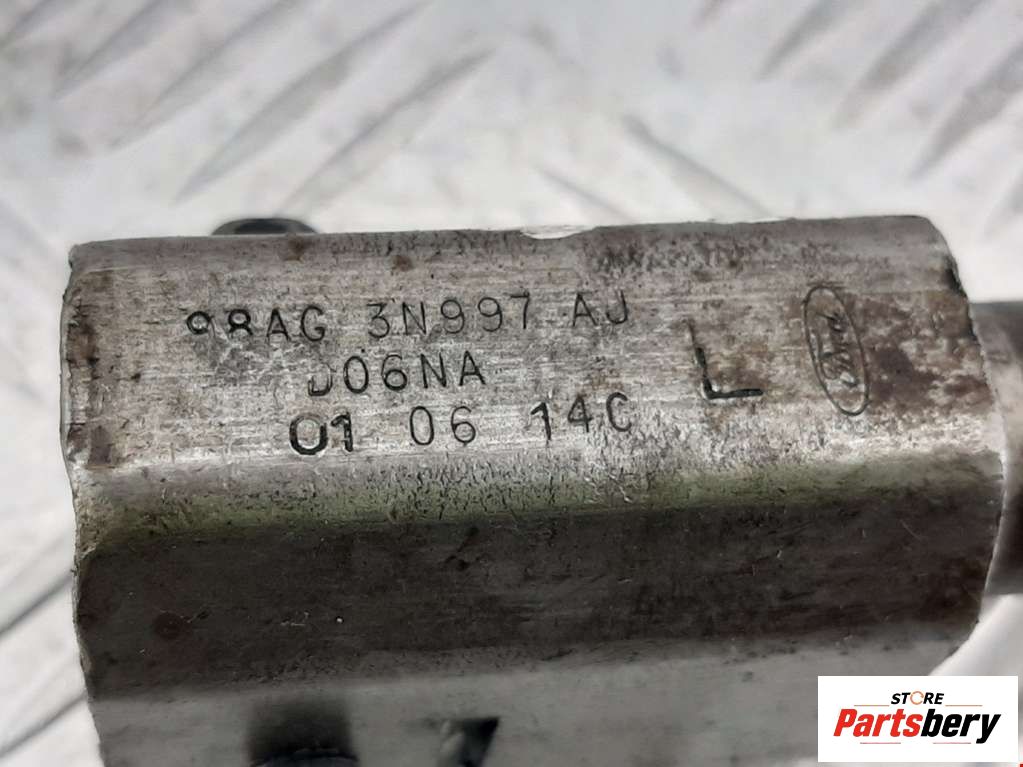 98AG 3N997 AJ
D06NA
01 06 14C
L
Ford
STORE
Partsbery